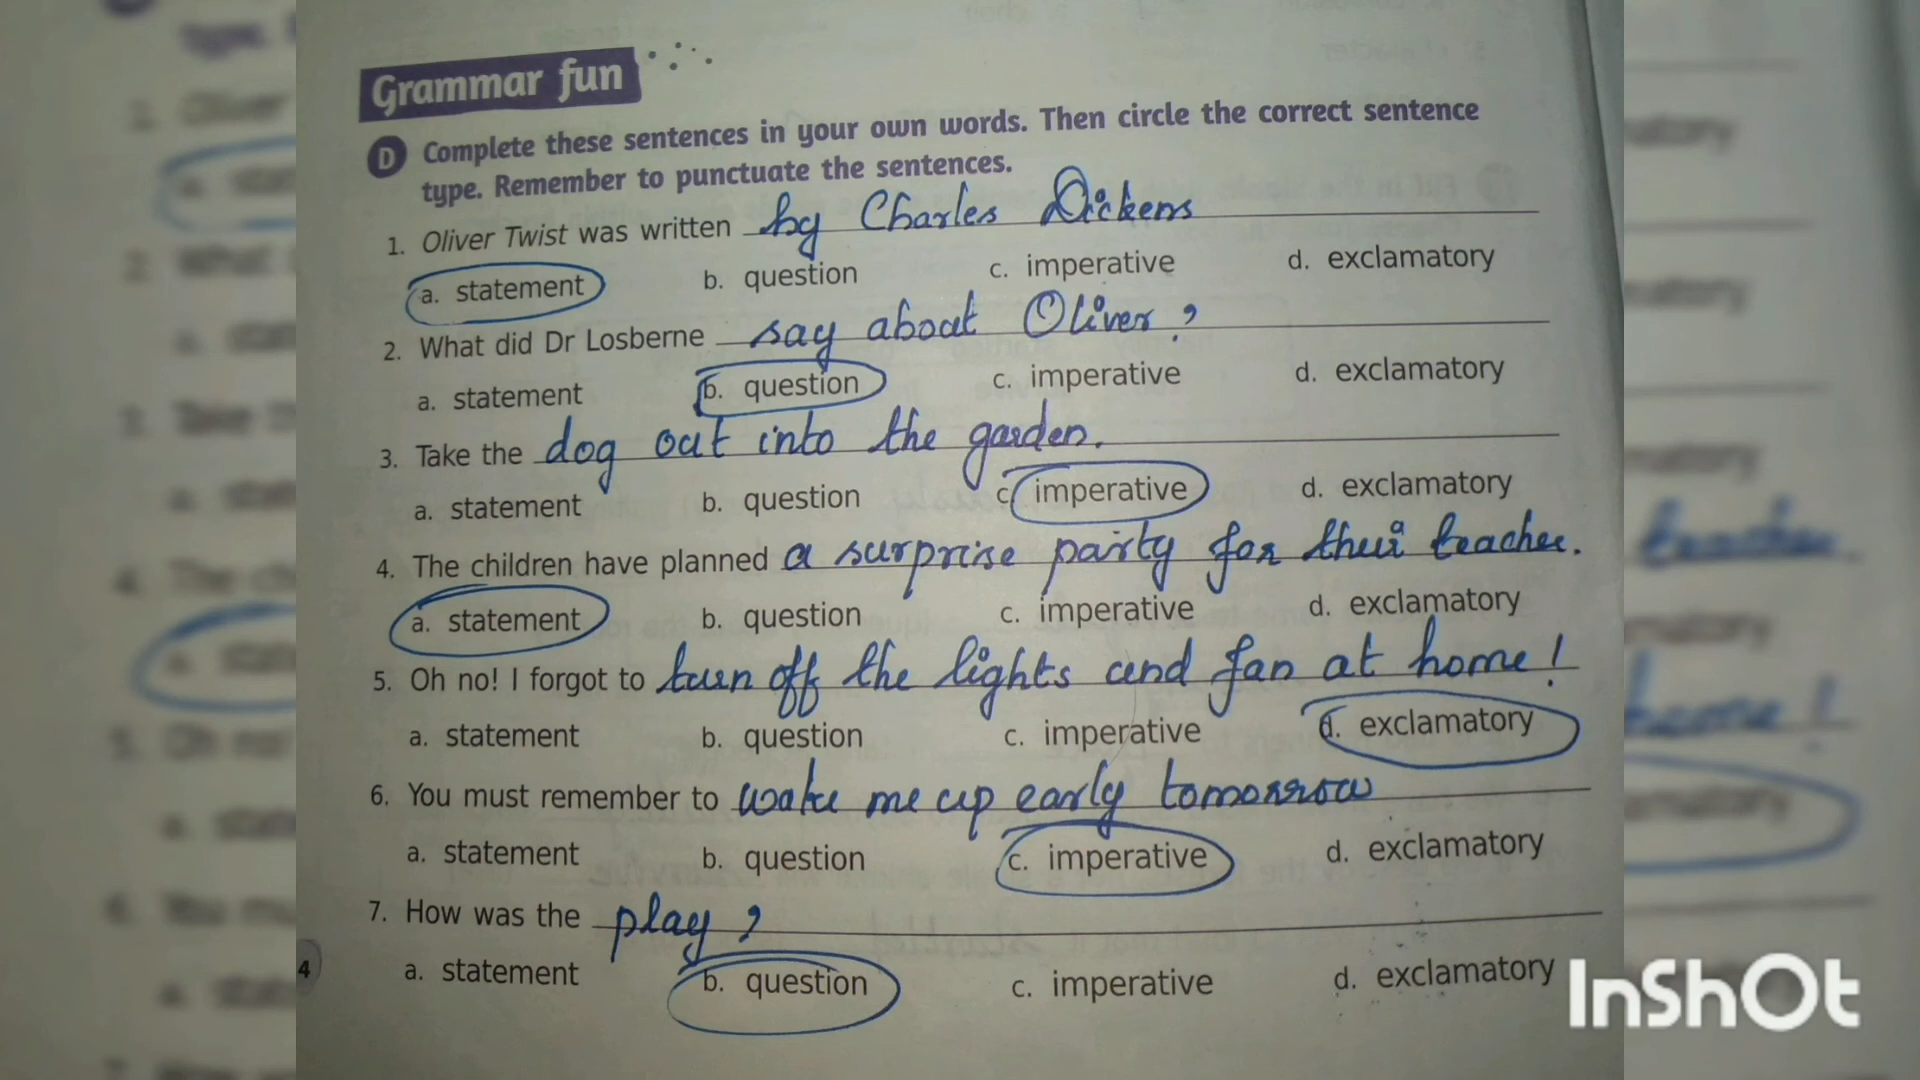 Grammar fun
D Complete these sentences in your own words. Then circle the correct sentence
type. Remember to punctuate the sentences.
1. Oliver Twist was written by Charles Dickens
a. statement b. question c. imperative d. exclamatory
2. What did Dr Losberne say about Oliver?
a. statement b. question c. imperative d. exclamatory
3. Take the dog out into the garden.
a. statement b. question c. imperative d. exclamatory
4. The children have planned a surprise party for their teacher.
a. statement b. question c. imperative d. exclamatory
5. Oh no! I forgot to turn off the lights and fan at home!
a. statement b. question c. imperative d. exclamatory
6. You must remember to wake me up early tomorrow
a. statement b. question c. imperative d. exclamatory
7. How was the play?
4
a. statement b. question c. imperative d. exclamatory
InShOt